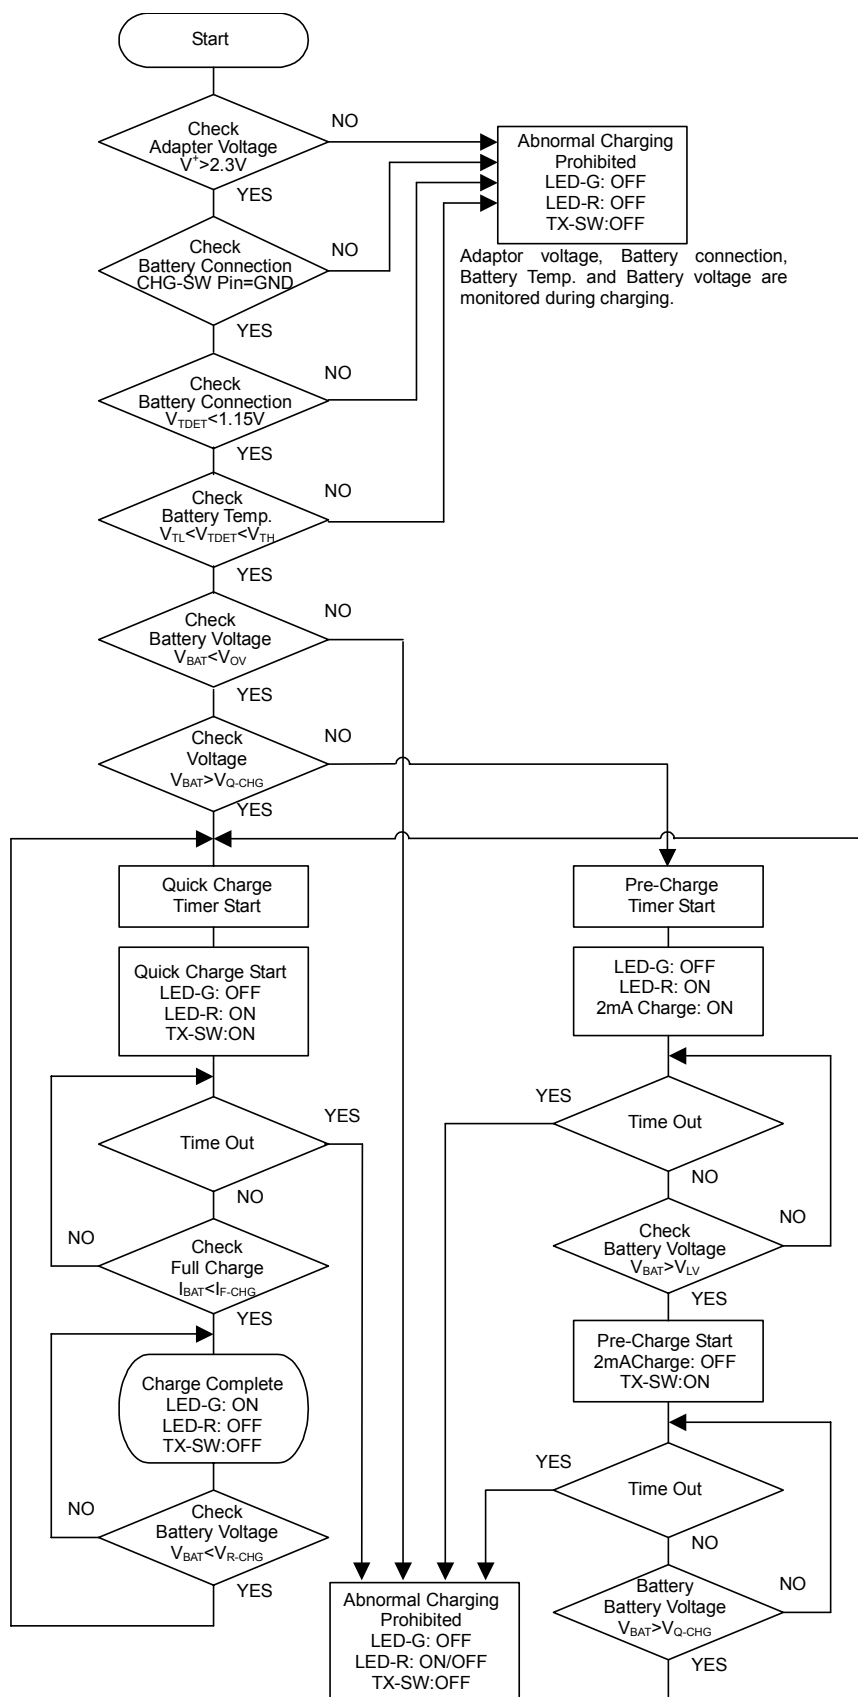 Start
Check
Adapter Voltage
V+>2.3V
NO
YES
Abnormal Charging
Prohibited
LED-G: OFF
LED-R: OFF
TX-SW:OFF
Adaptor voltage, Battery connection,
Battery Temp. and Battery voltage are
monitored during charging.
Check
Battery Connection
CHG-SW Pin=GND
NO
YES
Check
Battery Connection
VTDET<1.15V
NO
YES
Check
Battery Temp.
VTL<VTDET<VTH
NO
YES
Check
Battery Voltage
VBAT<VOV
NO
YES
Check
Voltage
VBAT>VQ-CHG
NO
YES
Quick Charge
Timer Start
Quick Charge Start
LED-G: OFF
LED-R: ON
TX-SW:ON
Time Out
YES
NO
Check
Full Charge
IBAT<IF-CHG
NO
YES
Charge Complete
LED-G: ON
LED-R: OFF
TX-SW:OFF
Check
Battery Voltage
VBAT<VR-CHG
NO
YES
Pre-Charge
Timer Start
LED-G: OFF
LED-R: ON
2mA Charge: ON
Time Out
YES
NO
Check
Battery Voltage
VBAT>VLV
NO
YES
Pre-Charge Start
2mACharge: OFF
TX-SW:ON
Time Out
YES
NO
Battery
Battery Voltage
VBAT>VQ-CHG
NO
YES
Abnormal Charging
Prohibited
LED-G: OFF
LED-R: ON/OFF
TX-SW:OFF